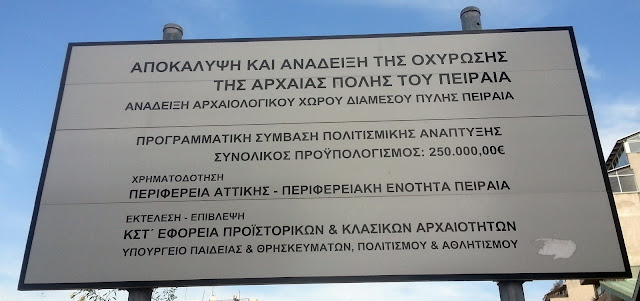 ΑΠΟΚΑΛΥΨΗ ΚΑΙ ΑΝΑΔΕΙΞΗ ΤΗΣ ΟΧΥΡΩΣΗΣ
ΤΗΣ ΑΡΧΑΙΑΣ ΠΟΛΗΣ ΤΟΥ ΠΕΙΡΑΙΑ
ΑΝΑΔΕΙΞΗ ΑΡΧΑΙΟΛΟΓΙΚΟΥ ΧΩΡΟΥ ΔΙΑΜΕΣΟΥ ΠΥΛΗΣ ΠΕΙΡΑΙΑ
ΠΡΟΓΡΑΜΜΑΤΙΚΗ ΣΥΜΒΑΣΗ ΠΟΛΙΤΙΣΜΙΚΗΣ ΑΝΑΠΤΥΞΗΣ
ΣΥΝΟΛΙΚΟΣ ΠΡΟΫΠΟΛΟΓΙΣΜΟΣ: 250.000,00€
ΧΡΗΜΑΤΟΔΟΤΗΣΗ
ΠΕΡΙΦΕΡΕΙΑ ΑΤΤΙΚΗΣ - ΠΕΡΙΦΕΡΕΙΑΚΗ ΕΝΟΤΗΤΑ ΠΕΙΡΑΙΑ
ΕΚΤΕΛΕΣΗ - ΕΠΙΒΛΕΨΗ
ΚΣΤ΄ ΕΦΟΡΕΙΑ ΠΡΟΪΣΤΟΡΙΚΩΝ & ΚΛΑΣΙΚΩΝ ΑΡΧΑΙΟΤΗΤΩΝ
ΥΠΟΥΡΓΕΙΟ ΠΑΙΔΕΙΑΣ & ΘΡΗΣΚΕΥΜΑΤΩΝ, ΠΟΛΙΤΙΣΜΟΥ & ΑΘΛΗΤΙΣΜΟΥ